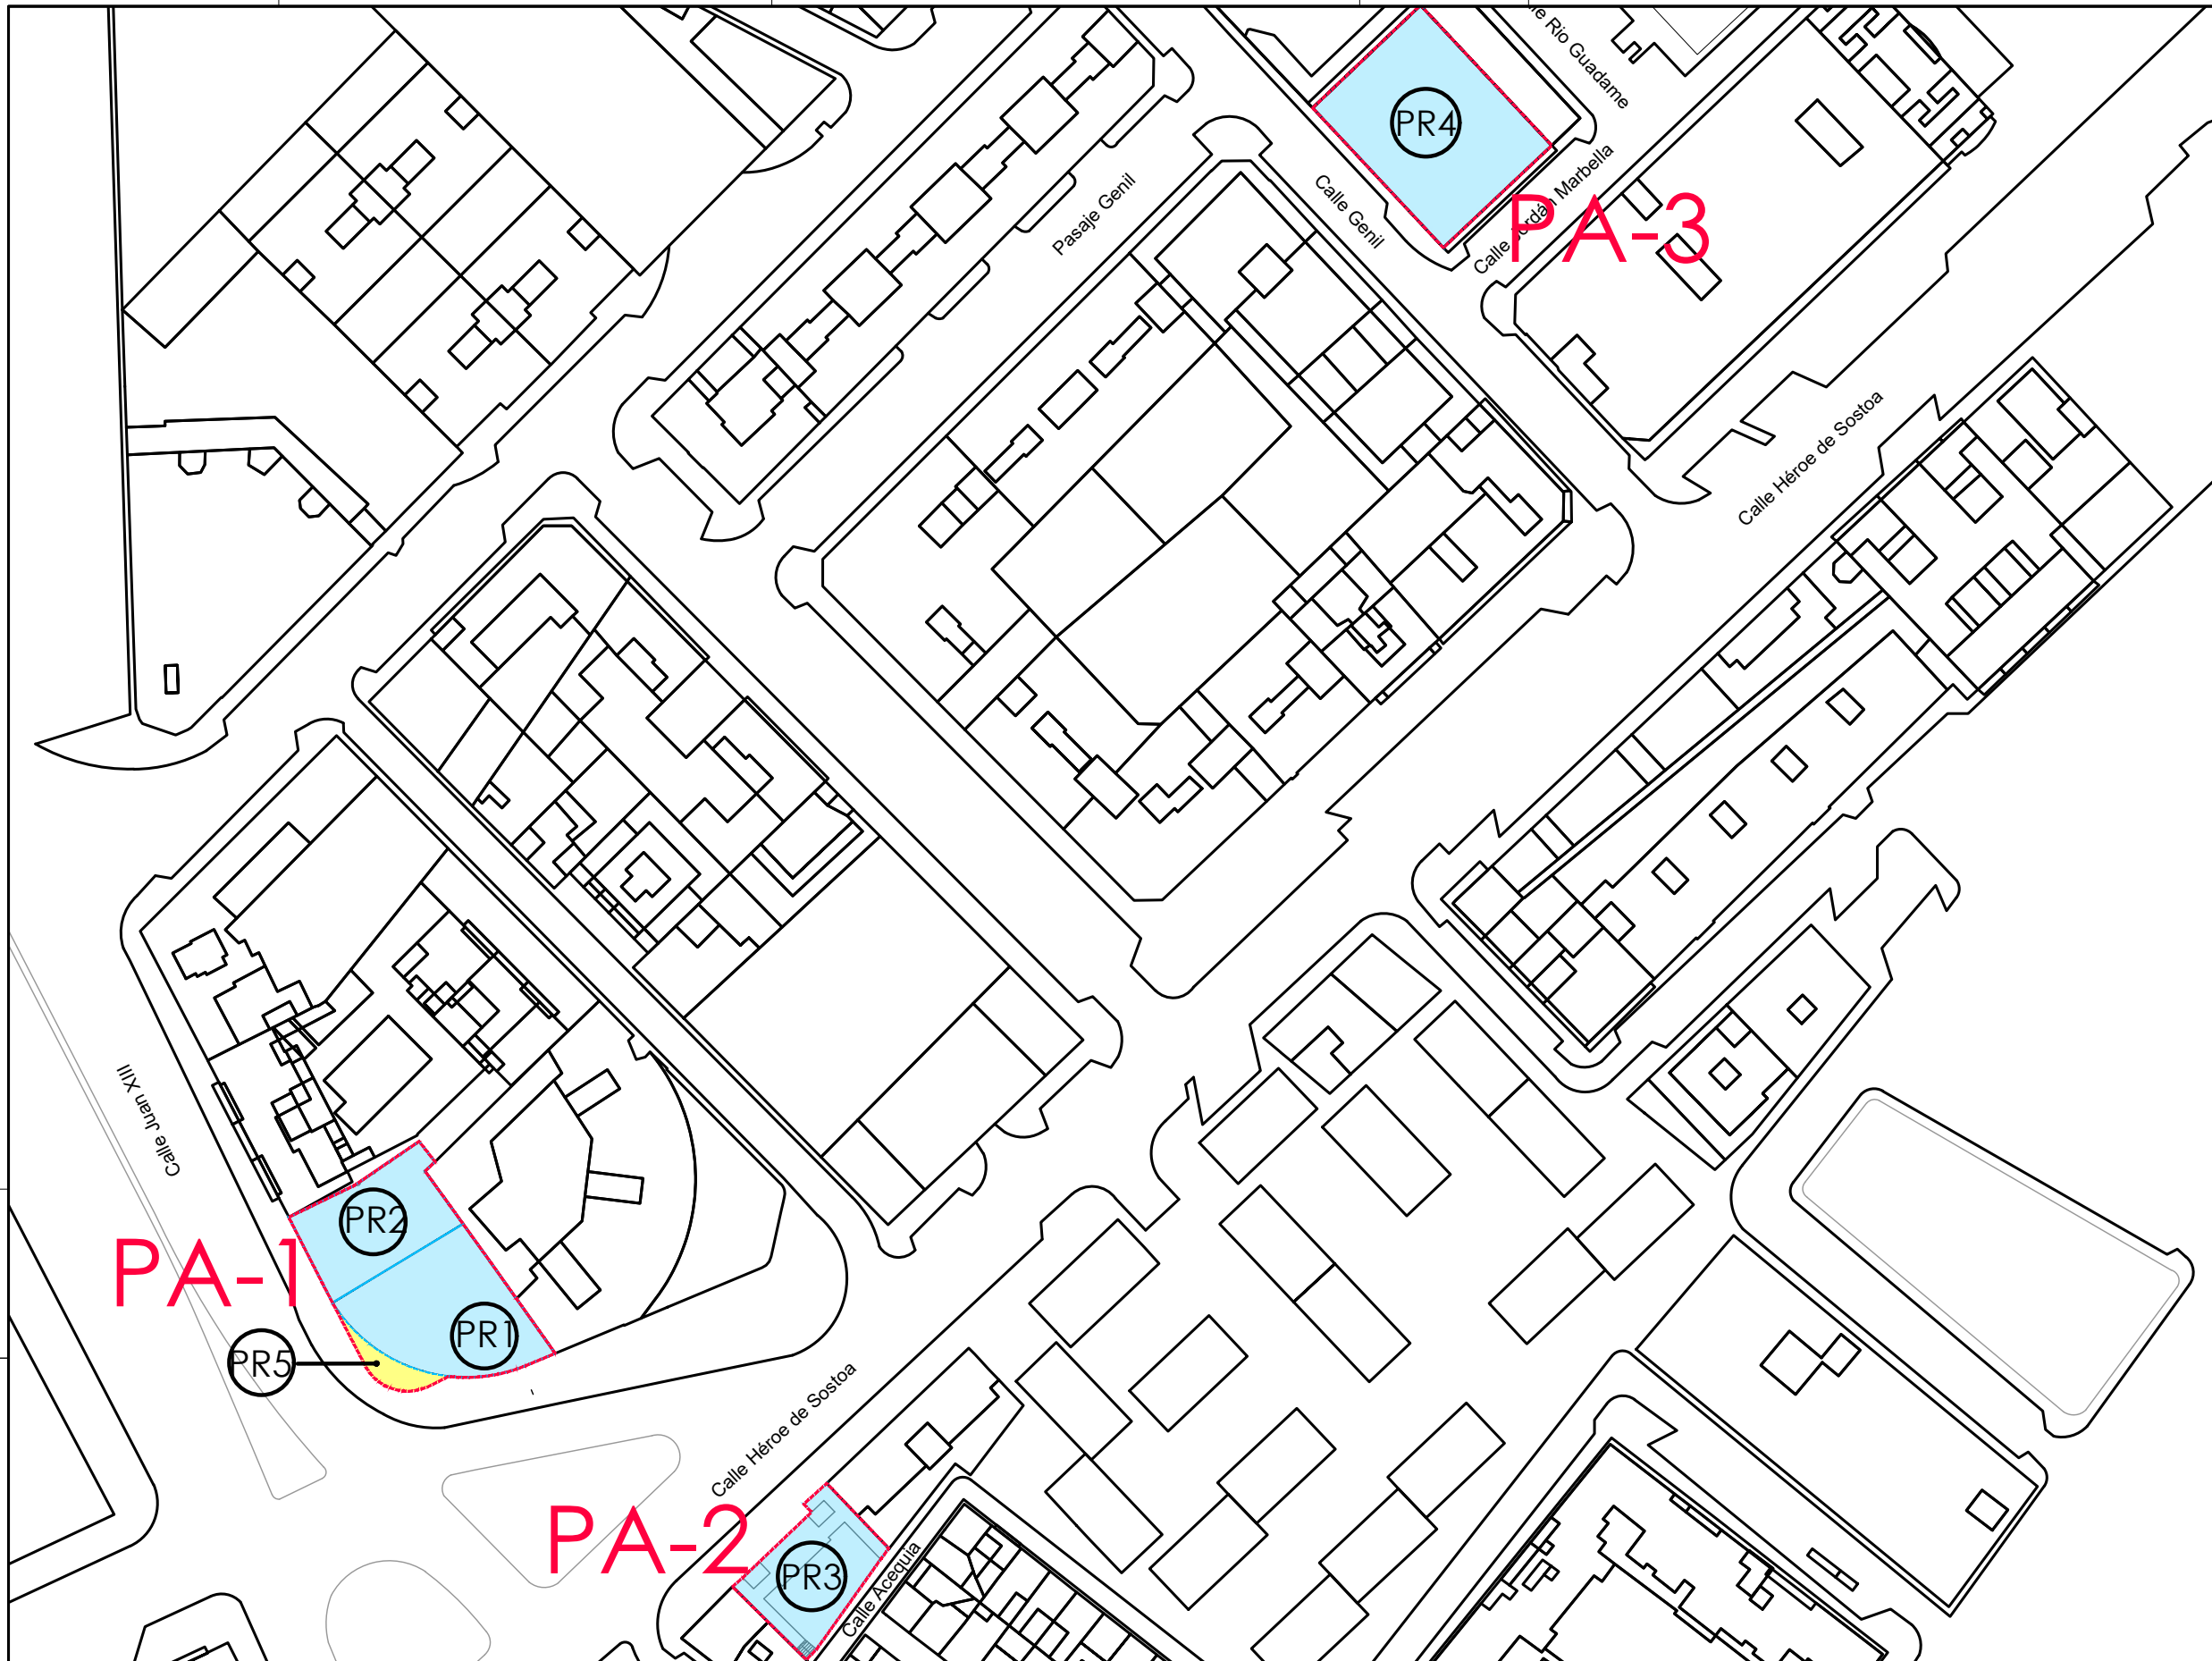 Calle Rio Guadame
PR4
Calle Jordán Marbella
PA-3
Pasaje Genil
Calle Genil
Calle Héroe de Sostoa
Calle Juan XIII
PR2
PA-1
PR1
PR5
Calle Héroe de Sostoa
PA-2
PR3
Calle Acequia